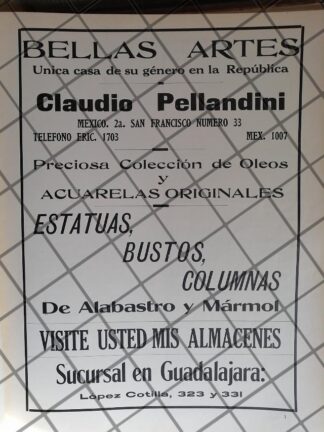 BELLAS ARTES
Unica casa de su género en la República
Claudio Pellandini
MEXICO. 2a. SAN FRANCISCO NUMERO 33
TELEFONO ERIC. 1703 MEX. 1007
Preciosa Colección de Oleos
y
ACUARELAS ORIGINALES
ESTATUAS,
BUSTOS,
COLUMNAS
De Alabastro y Mármol
VISITE USTED MIS ALMACENES
Sucursal en Guadalajara:
López Cotilla, 323 y 331